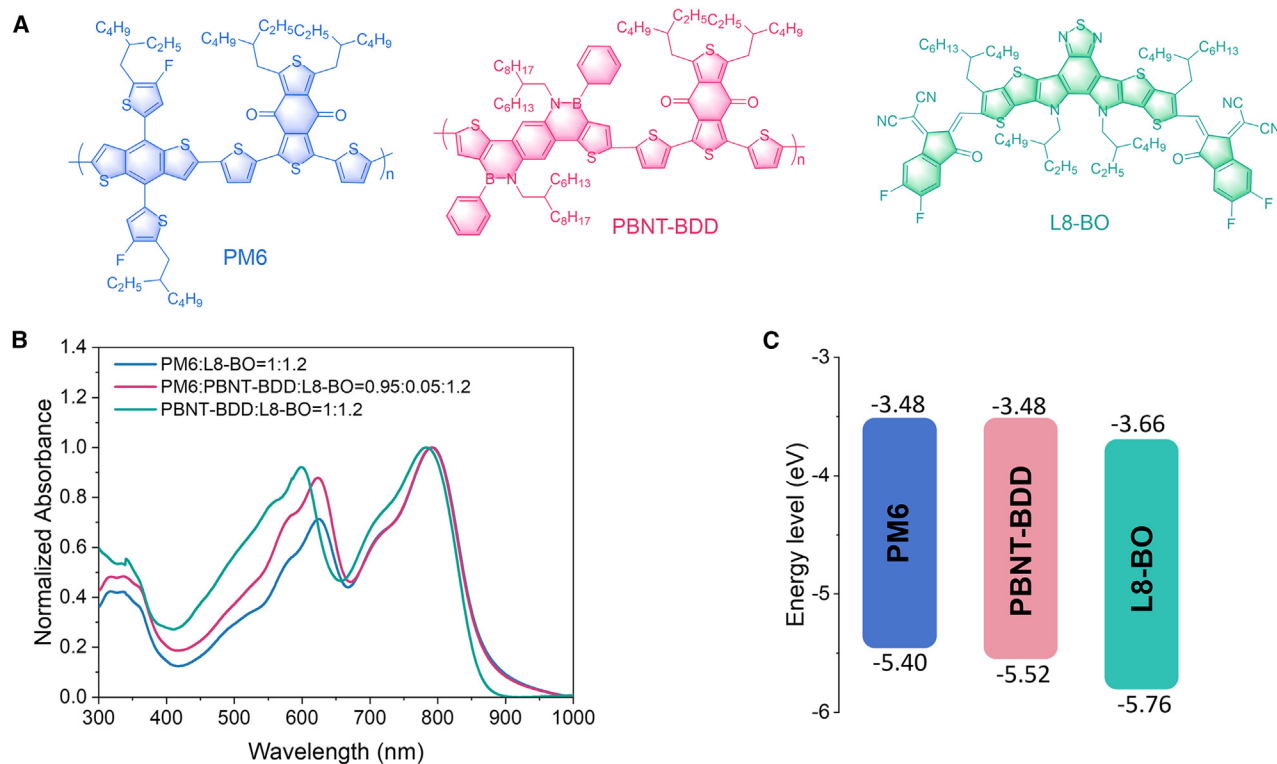 A
C₄H₉
C₂H₅
F
S
C₄H₉
C₂H₅
C₂H₅
C₄H₉
S
O
O
S
S
S
S
n
S
F
C₂H₅
C₄H₉
PM6
C₈H₁₇
C₆H₁₃
N
B
S
B
N
C₆H₁₃
C₈H₁₇
S
C₄H₉
C₂H₅
C₂H₅
C₄H₉
S
O
O
S
S
S
n
PBNT-BDD
C₆H₁₃
C₄H₉
N
S
N
C₄H₉
C₆H₁₃
S
S
S
S
N
N
NC
CN
CN
NC
O
O
C₄H₉
C₂H₅
C₄H₉
C₂H₅
F
F
F
F
L8-BO
B
PM6:L8-BO=1:1.2
PM6:PBNT-BDD:L8-BO=0.95:0.05:1.2
PBNT-BDD:L8-BO=1:1.2
1.4
1.2
1.0
0.8
0.6
0.4
0.2
0.0
Normalized Absorbance
300 400 500 600 700 800 900 1000
Wavelength (nm)
C
-3
-4
-5
-6
Energy level (eV)
-3.48
PM6
-5.40
-3.48
PBNT-BDD
-5.52
-3.66
L8-BO
-5.76